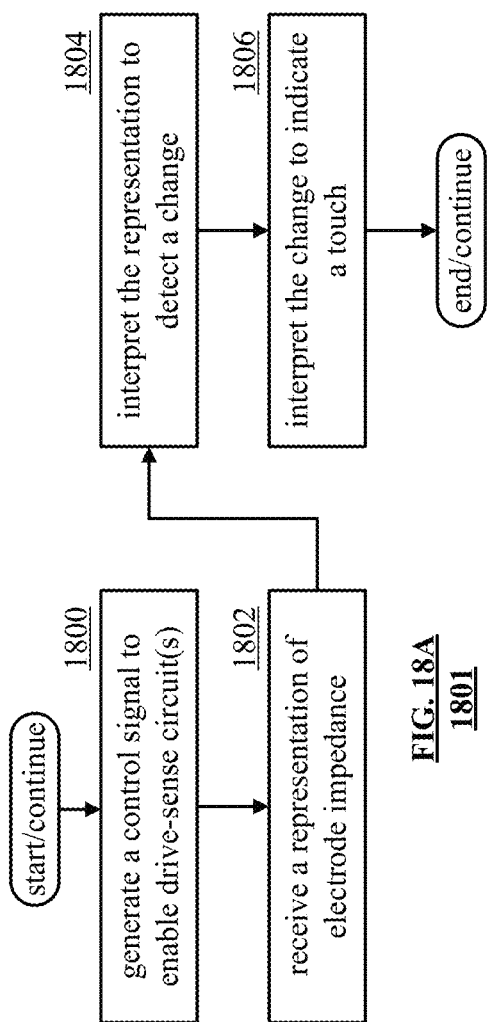 start/continue
1800
generate a control signal to
enable drive-sense circuit(s)
1802
receive a representation of
electrode impedance
1804
interpret the representation to
detect a change
1806
interpret the change to indicate
a touch
end/continue
FIG. 18A
1801